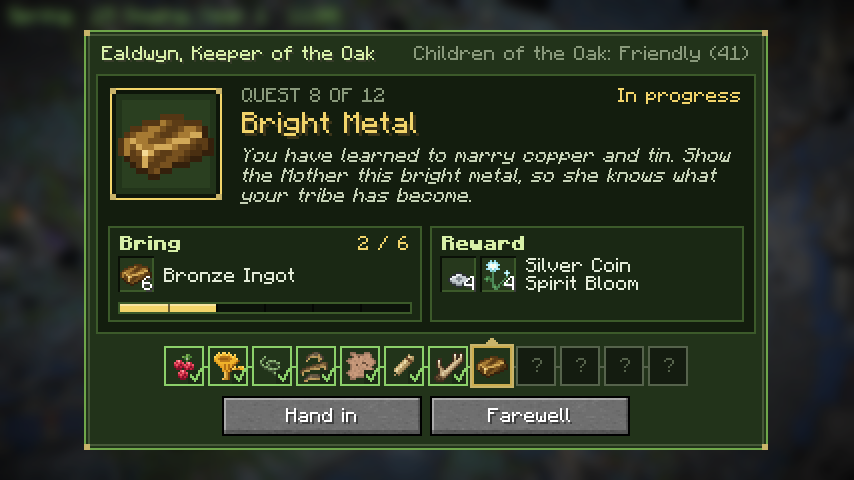 Ealdwyn, Keeper of the Oak
Children of the Oak: Friendly (41)
QUEST 8 OF 12
In progress
Bright Metal
You have learned to marry copper and tin. Show
the Mother this bright metal, so she knows what
your tribe has become.
Bring
2 / 6
6
Bronze Ingot
Reward
4
4
Silver Coin
Spirit Bloom
? ? ? ?
Hand in
Farewell